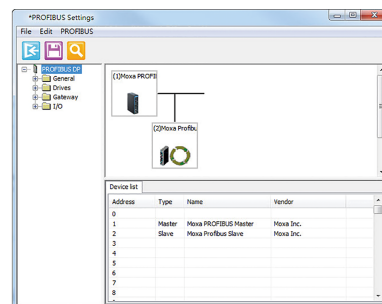 *PROFIBUS Settings
File Edit PROFIBUS
PROFIBUS DP
General
Drives
Gateway
I/O
(1)Moxa PROFI
(2)Moxa Profibu
Device list
Address Type Name Vendor
0
1 Master Moxa PROFIBUS Master Moxa Inc.
2 Slave Moxa Profibus Slave Moxa Inc.
3
4
5
6
7
8